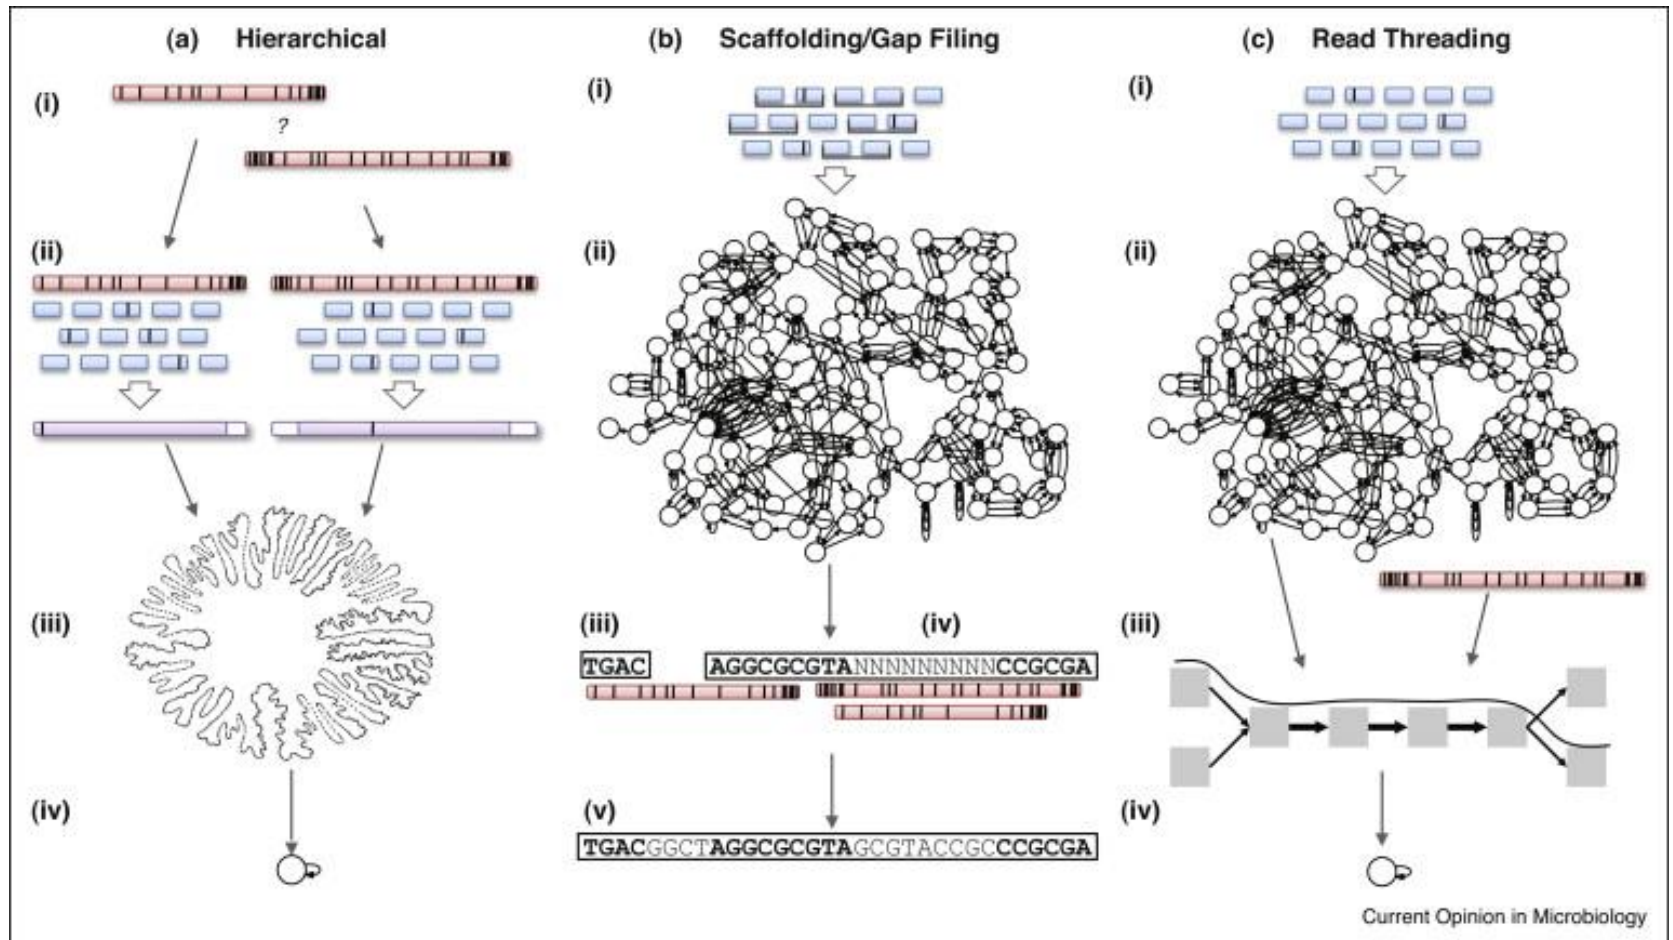 (a) Hierarchical
(i)
?
(ii)
(iii)
(iv)
(b) Scaffolding/Gap Filing
(i)
(ii)
(iii)
(iv)
TGAC
AGGCGCGTANNNNNNNNNNCCGCGA
(v)
TGACGGCTAGGCGCGTAGCGTACCGCCCGCGA
(c) Read Threading
(i)
(ii)
(iii)
(iv)
Current Opinion in Microbiology